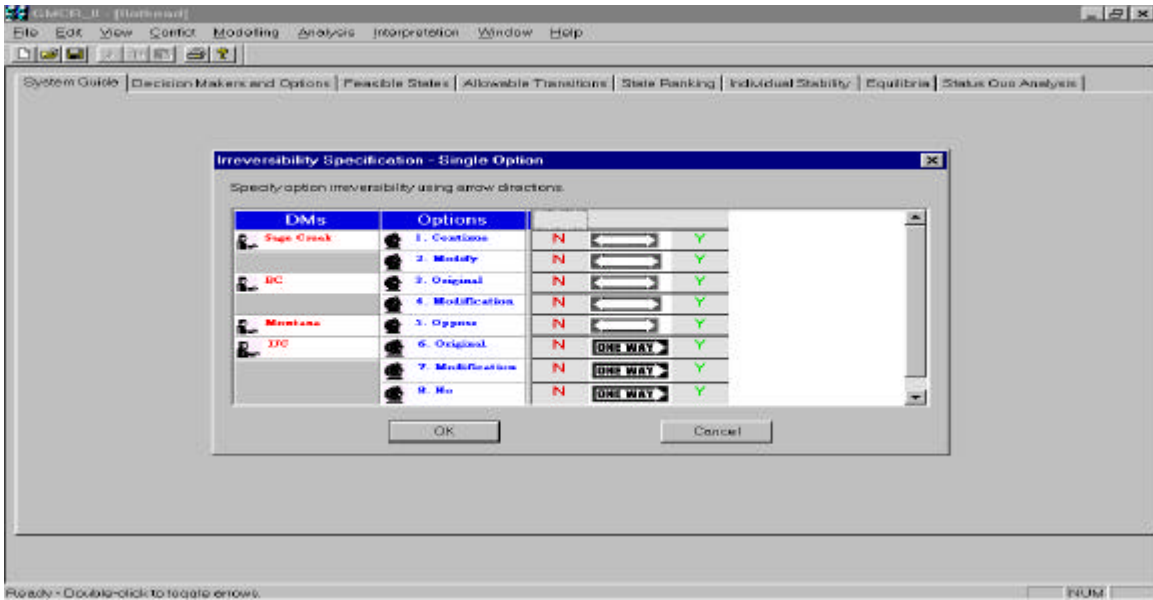 GMCR_II - [Flathead]
File Edit View Conflict Modelling Analysis Interpretation Window Help
System Guide Decision Makers and Options Feasible States Allowable Transitions State Ranking Individual Stability Equilibria Status Quo Analysis
Irreversibility Specification - Single Option
Specify option irreversibility using arrow directions.
DMs Options
Sage Creek 1. Continue N Y
2. Modify N Y
BC 3. Original N Y
4. Modification N Y
Montana 5. Oppose N Y
IJC 6. Original N ONE WAY Y
7. Modification N ONE WAY Y
8. No N ONE WAY Y
OK Cancel
Ready - Double-click to toggle arrows. NUM